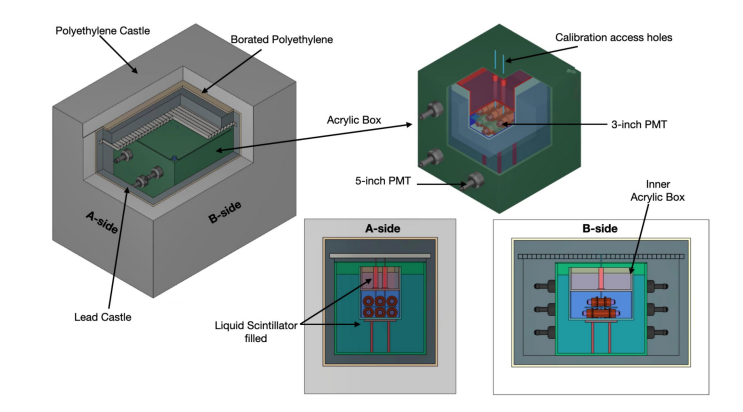 Polyethylene Castle
Borated Polyethylene
Calibration access holes
Acrylic Box
3-inch PMT
5-inch PMT
A-side
B-side
Inner
Acrylic Box
A-side
B-side
Lead Castle
Liquid Scintillator
filled